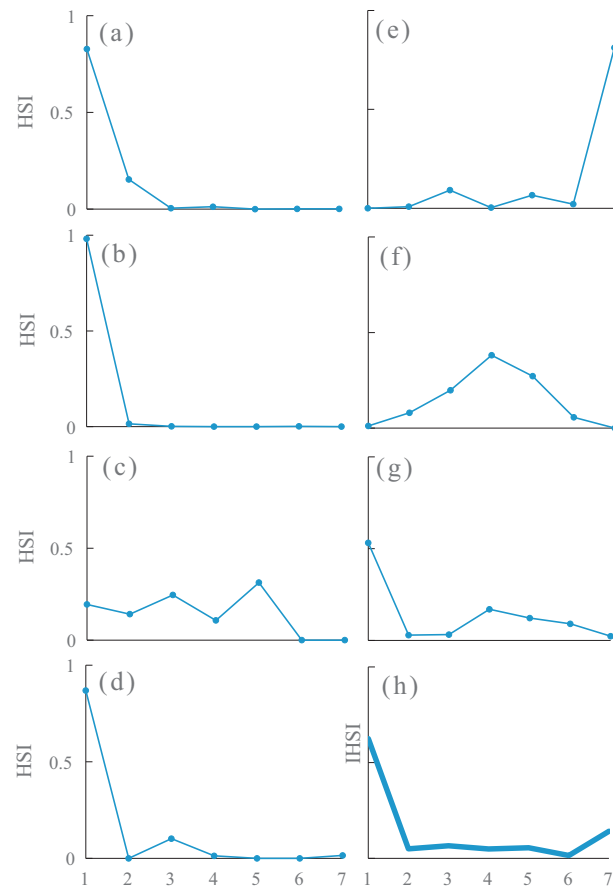 1
(a)
(e)
HSI
0.5
0
1
(b)
(f)
HSI
0.5
0
1
(c)
(g)
HSI
0.5
0
1
(d)
(h)
HSI
0.5
IHSI
0
1 2 3 4 5 6 7
1 2 3 4 5 6 7